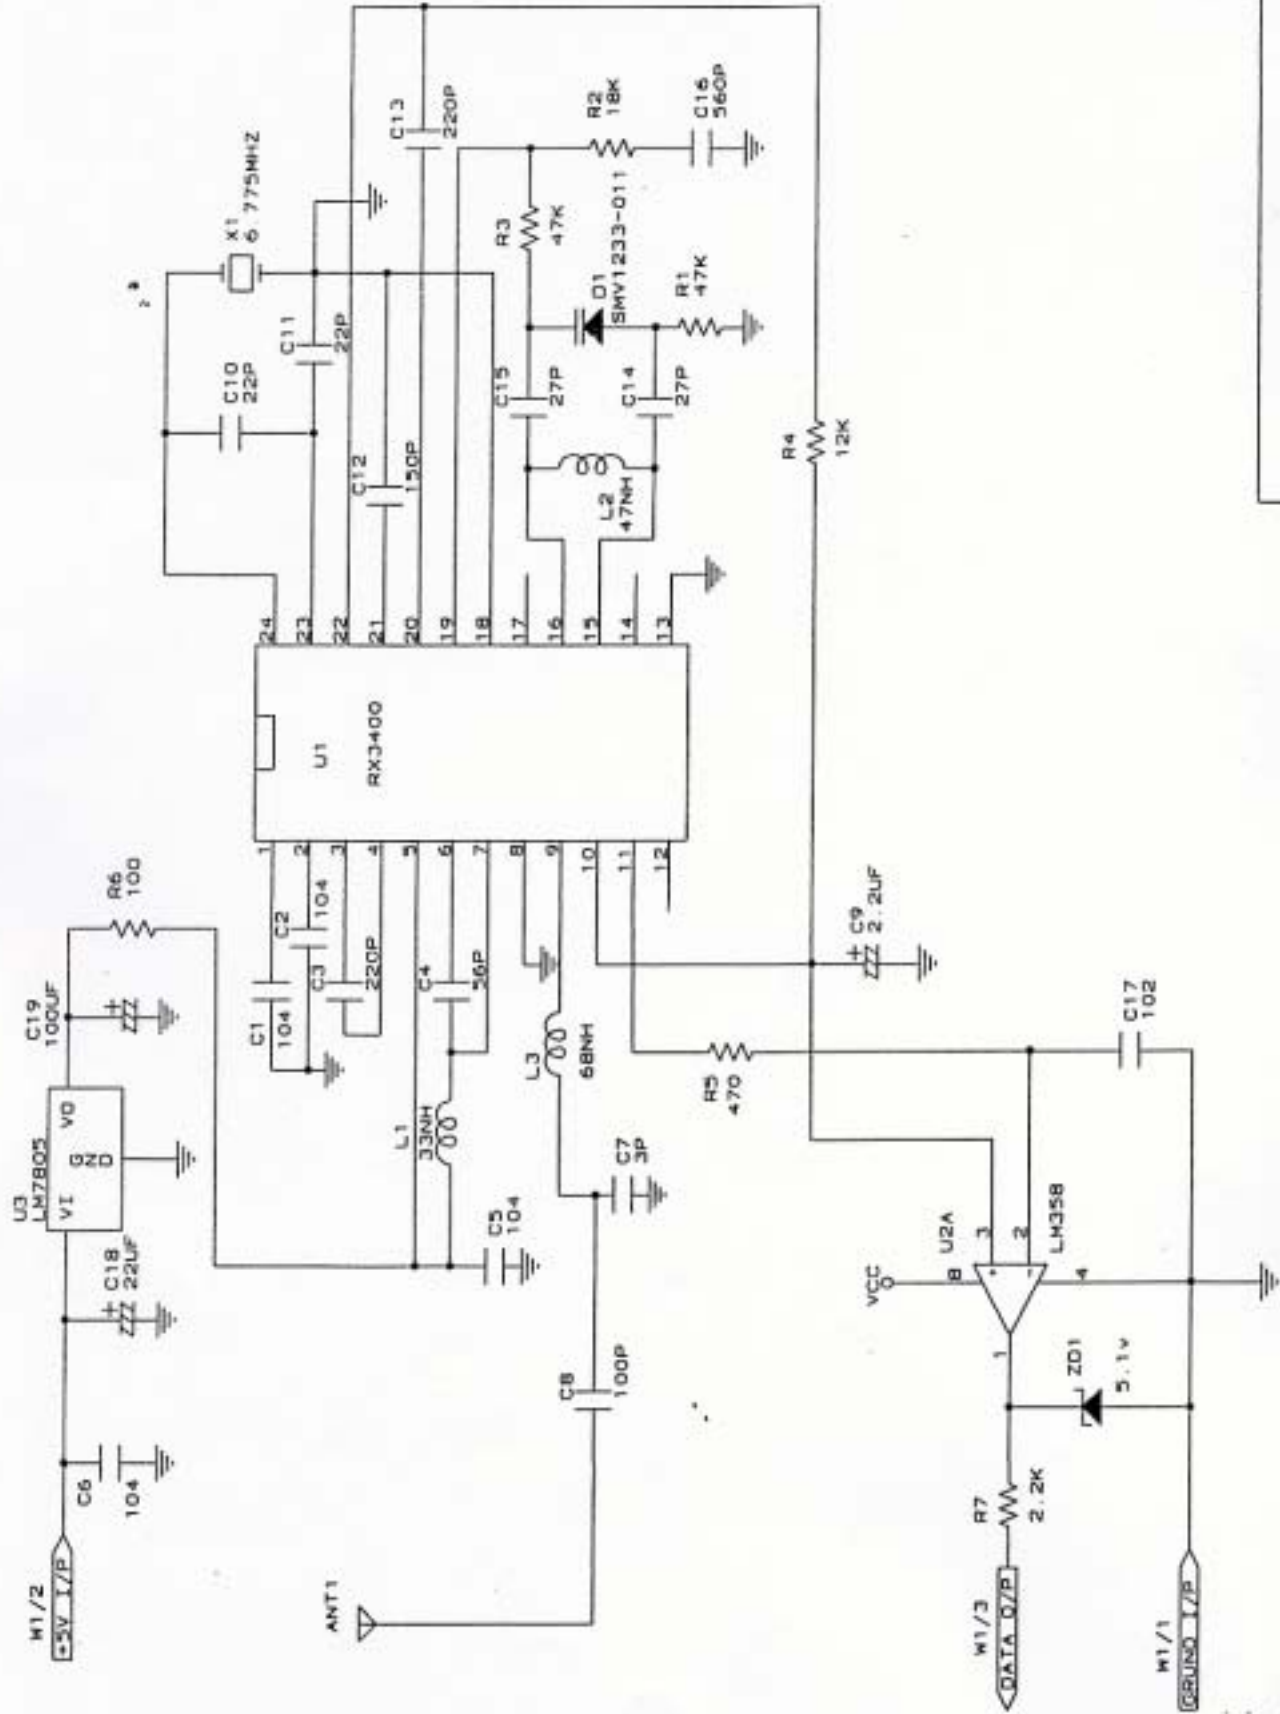 W1/2
+5V I/P
C6
104
C18
22UF
U3
LM7805
VI
VO
GND
C19
100UF
R6
100
C1
104
C2
104
C3
220P
C4
56P
L1
33NH
C5
104
ANT1
C8
100P
C7
3P
L3
68NH
1
2
3
4
5
6
7
8
9
10
11
12
U1
RX3400
24
23
22
21
20
19
18
17
16
15
14
13
X1
6.775MHZ
C10
22P
C11
22P
C12
150P
C13
220P
R3
47K
R2
18K
C16
560P
D1
SMV1233-011
R1
47K
C15
27P
C14
27P
L2
47NH
R4
12K
C9
2.2UF
R5
470
C17
102
VCC
U2A
LM358
8
3
2
4
1
ZD1
5.1v
R7
2.2K
W1/3
DATA O/P
W1/1
GRUND I/P